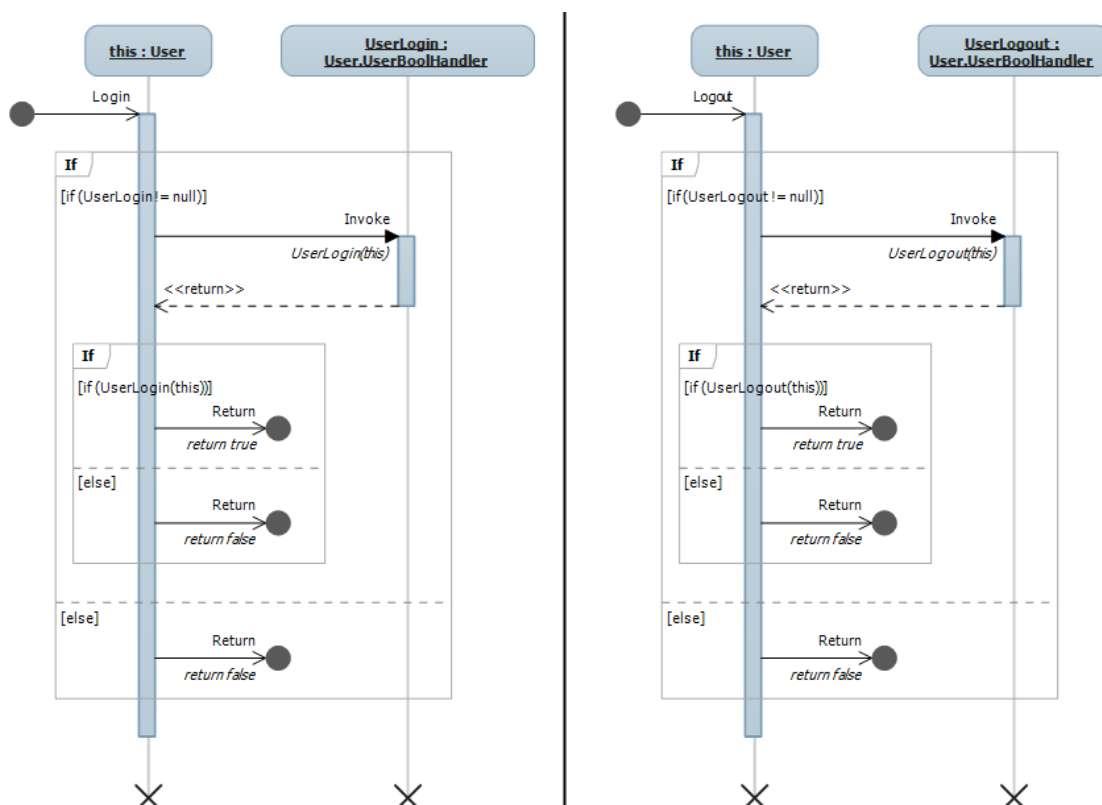 this : User
UserLogin :
User.UserBoolHandler
Login
If
[if (UserLogin != null)]
Invoke
UserLogin(this)
<<return>>
If
[if (UserLogin(this))]
Return
return true
[else]
Return
return false
[else]
Return
return false
this : User
UserLogout :
User.UserBoolHandler
Logout
If
[if (UserLogout != null)]
Invoke
UserLogout(this)
<<return>>
If
[if (UserLogout(this))]
Return
return true
[else]
Return
return false
[else]
Return
return false